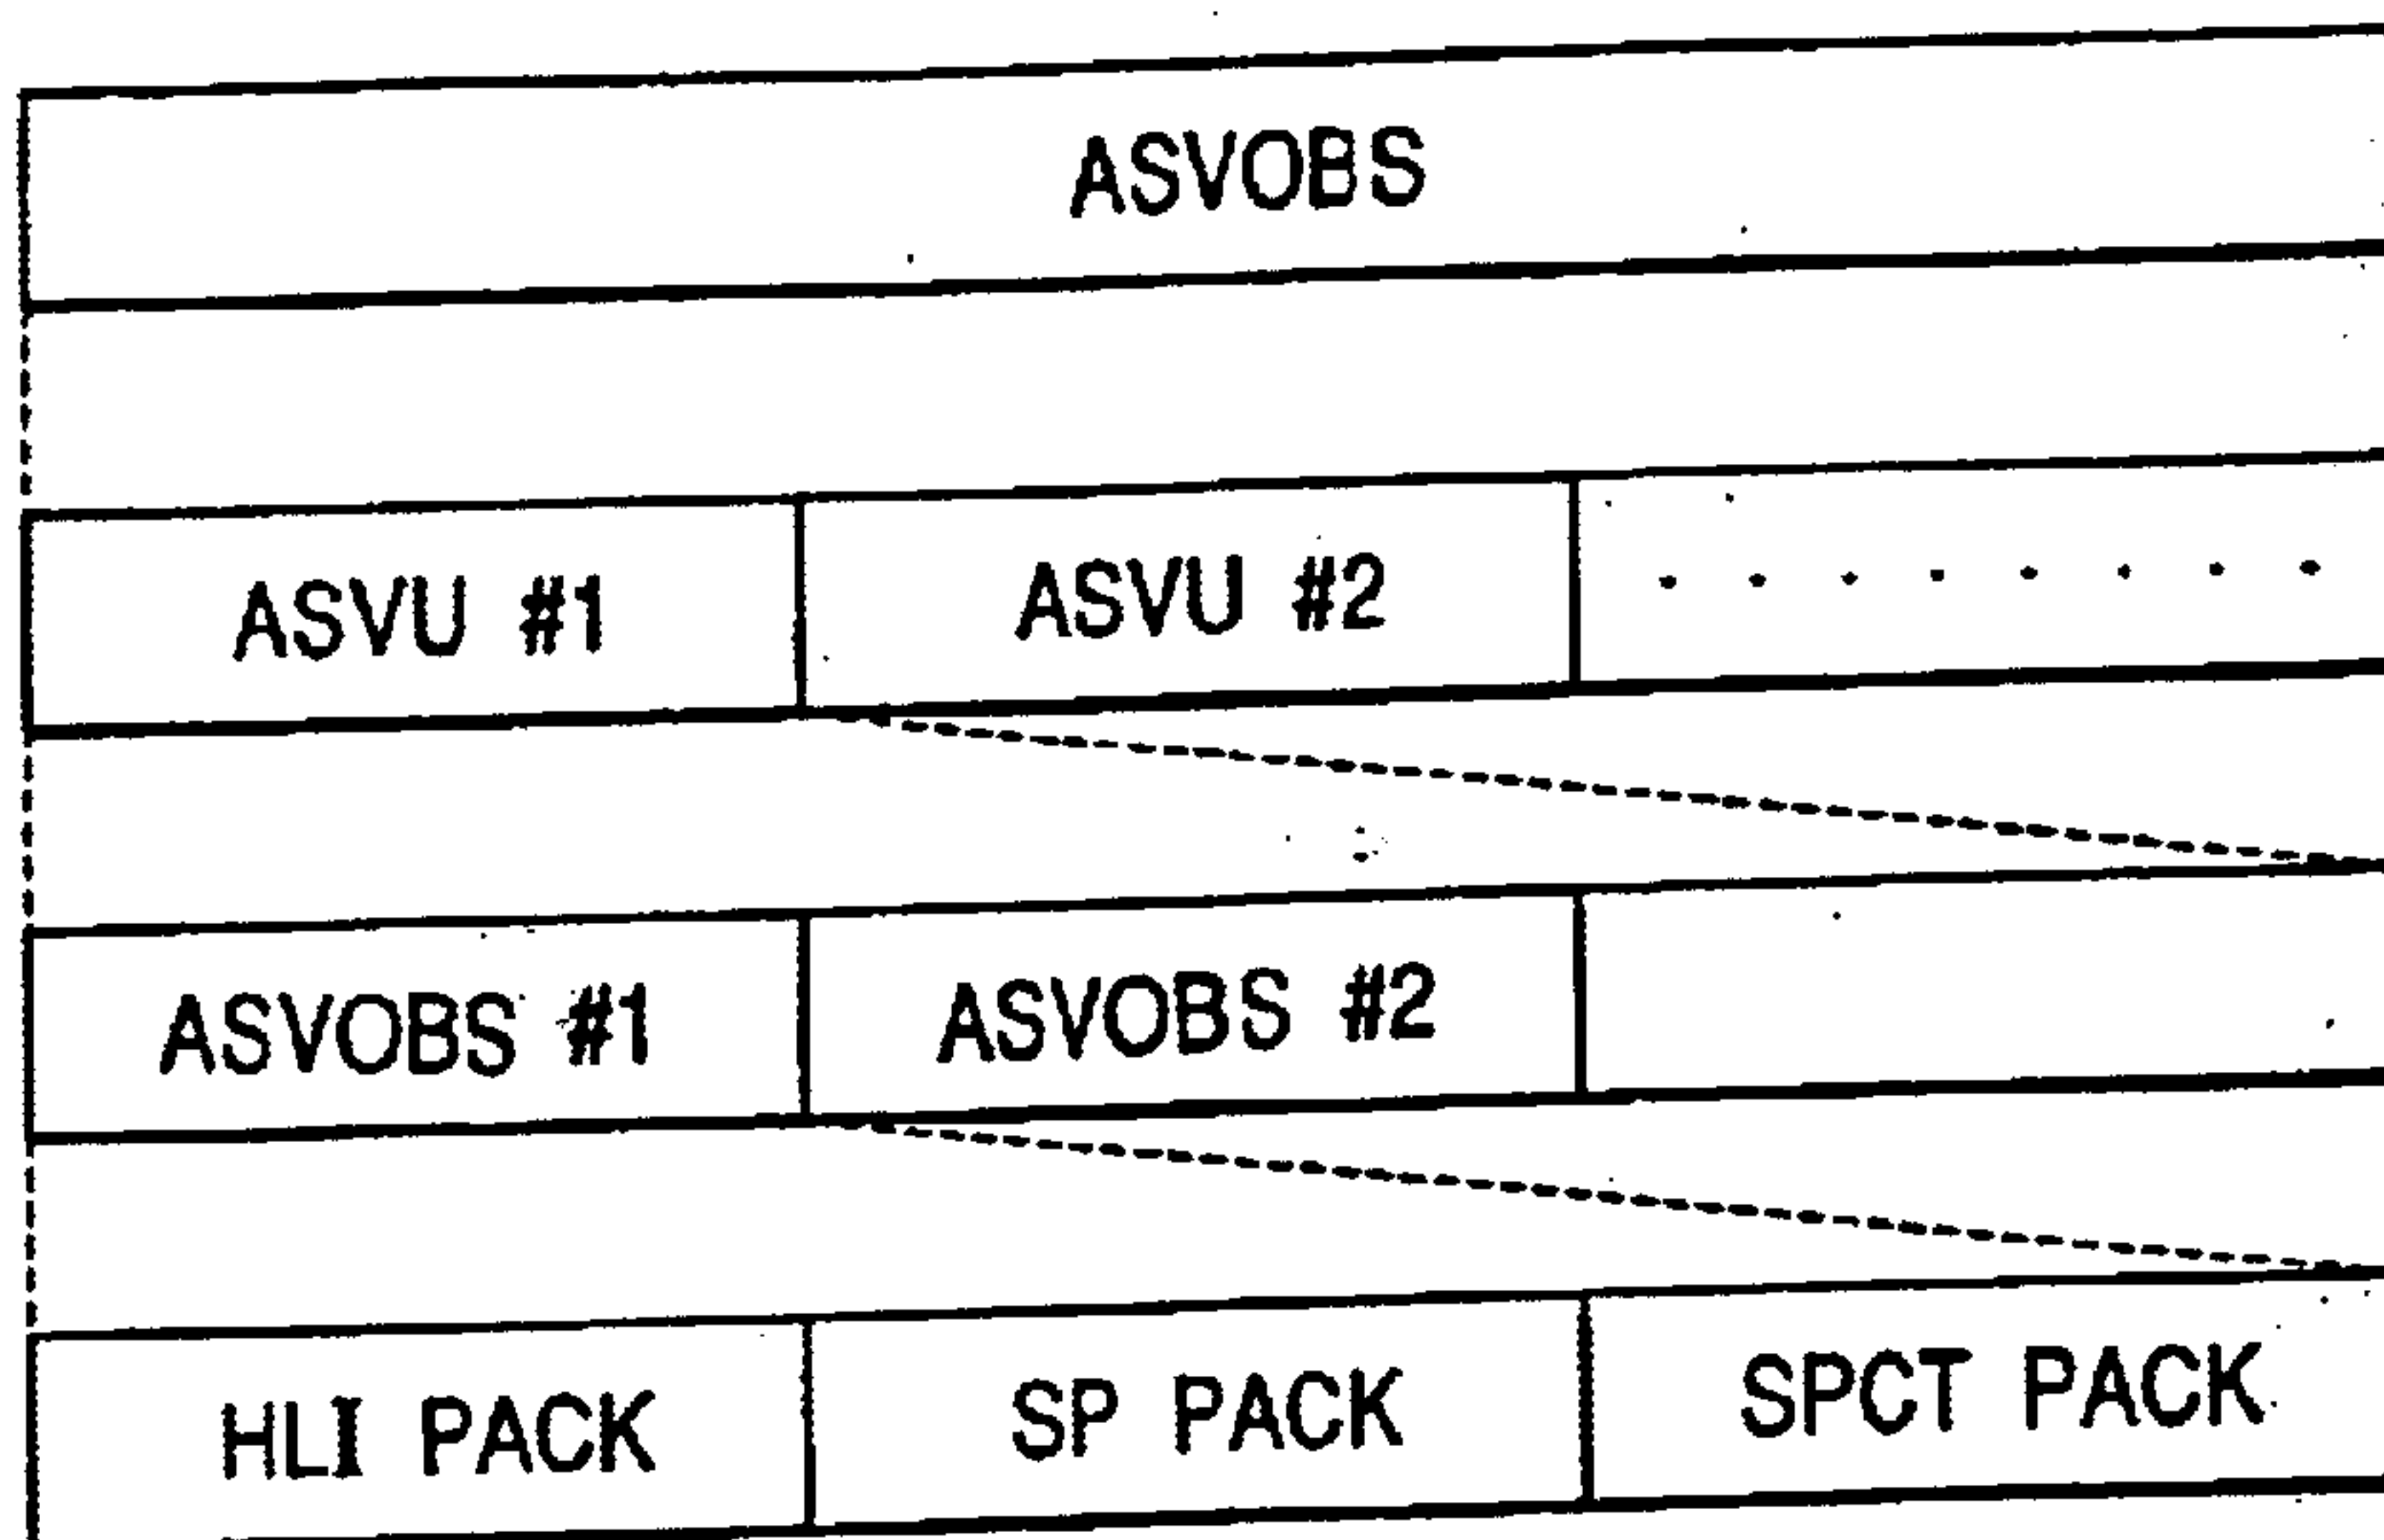 ASVOBS
ASVU #1 ASVU #2 . . . . . . . .
ASVOBS #1 ASVOBS #2
HLI PACK SP PACK SPCT PACK